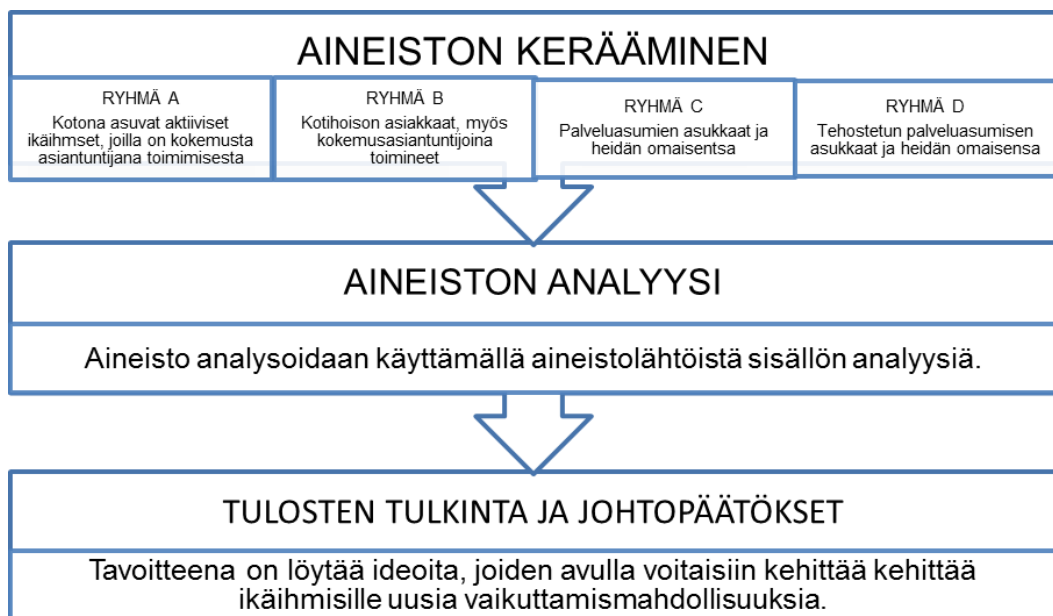 AINEISTON KERÄÄMINEN
RYHMÄ A
Kotona asuvat aktiiviset
ikäihmset, joilla on kokemusta
asiantuntijana toimimisesta
RYHMÄ B
Kotihoison asiakkaat, myös
kokemusasiantuntijoina
toimineet
RYHMÄ C
Palveluasumien asukkaat ja
heidän omaisentsa
RYHMÄ D
Tehostetun palveluasumisen
asukkaat ja heidän omaisensa
AINEISTON ANALYYSI
Aineisto analysoidaan käyttämällä aineistolähtöistä sisällön analyysiä.
TULOSTEN TULKINTA JA JOHTOPÄÄTÖKSET
Tavoitteena on löytää ideoita, joiden avulla voitaisiin kehittää kehittää
ikäihmisille uusia vaikuttamismahdollisuuksia.